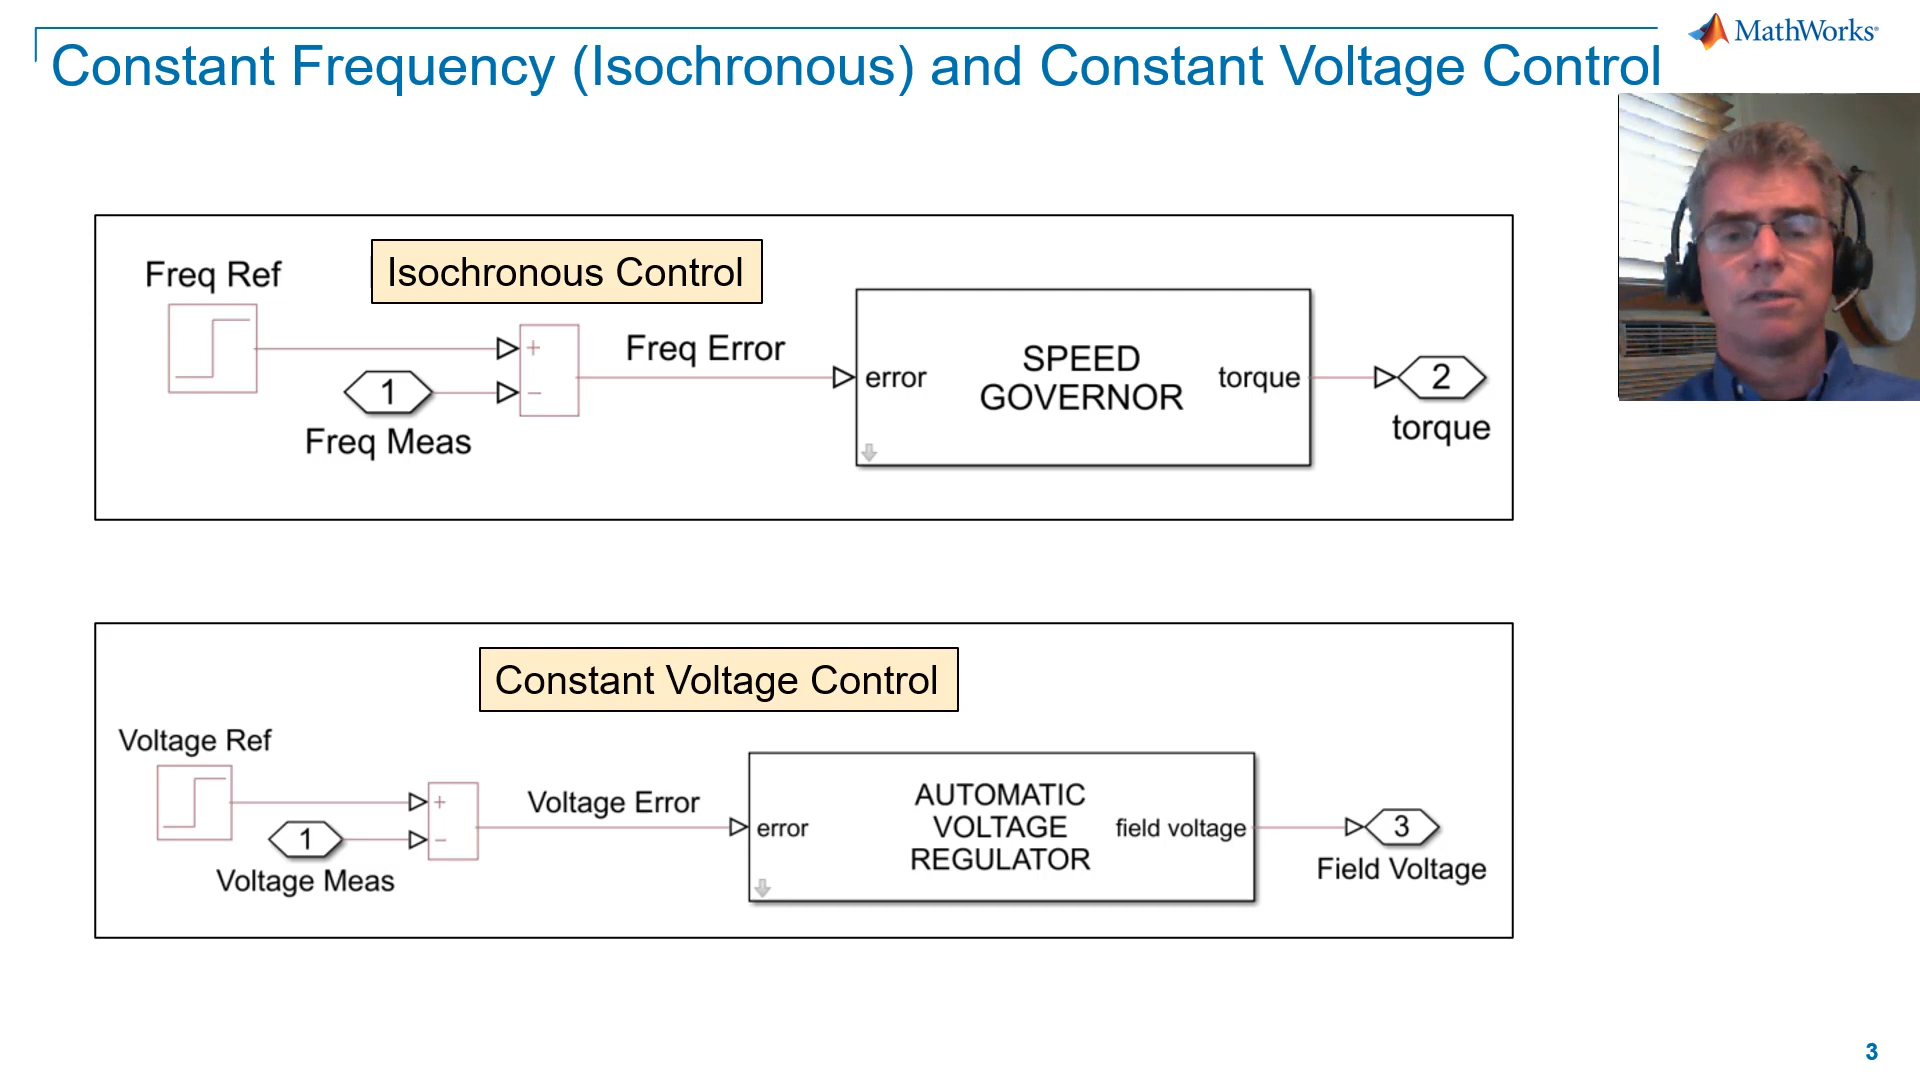 Constant Frequency (Isochronous) and Constant Voltage Control
MathWorks®
Isochronous Control
Freq Ref
+
−
1
Freq Meas
Freq Error
error
SPEED
GOVERNOR
torque
2
torque
Constant Voltage Control
Voltage Ref
+
−
1
Voltage Meas
Voltage Error
error
AUTOMATIC
VOLTAGE
REGULATOR
field voltage
3
Field Voltage
3